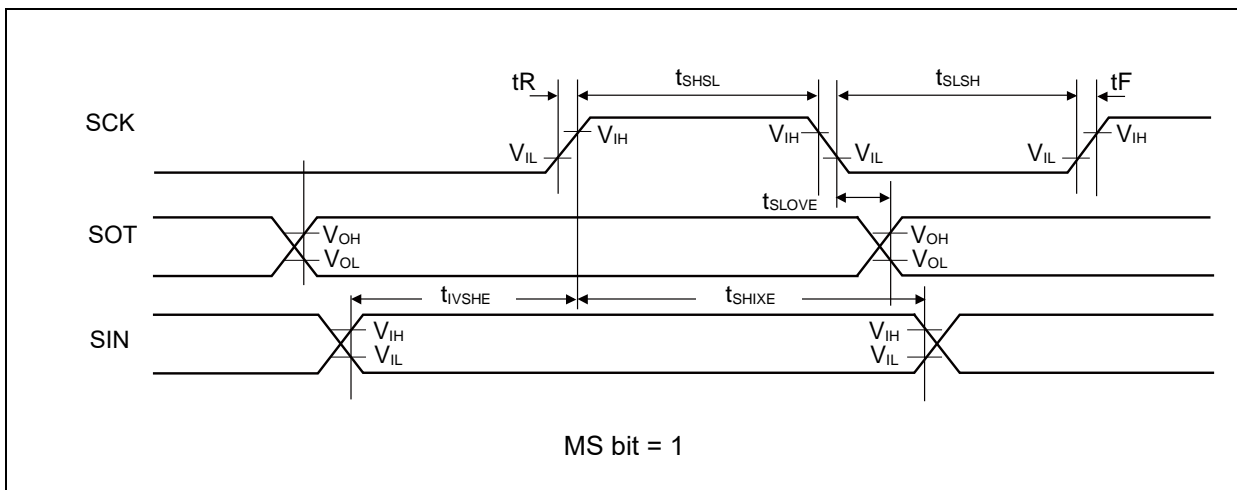 tR tSHSL tSLSH tF
SCK
VIH VIH VIH
VIL VIL VIL
tSLOVE
SOT
VOH VOH
VOL VOL
tIVSHE tSHIXE
SIN
VIH VIH
VIL VIL
MS bit = 1